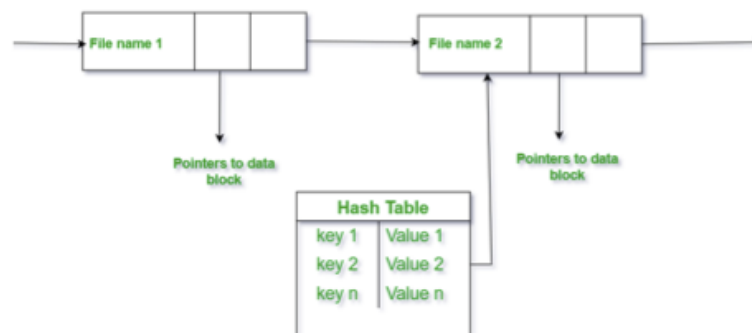 File name 1
File name 2
Pointers to data
block
Pointers to data
block
Hash Table
key 1 Value 1
key 2 Value 2
key n Value n